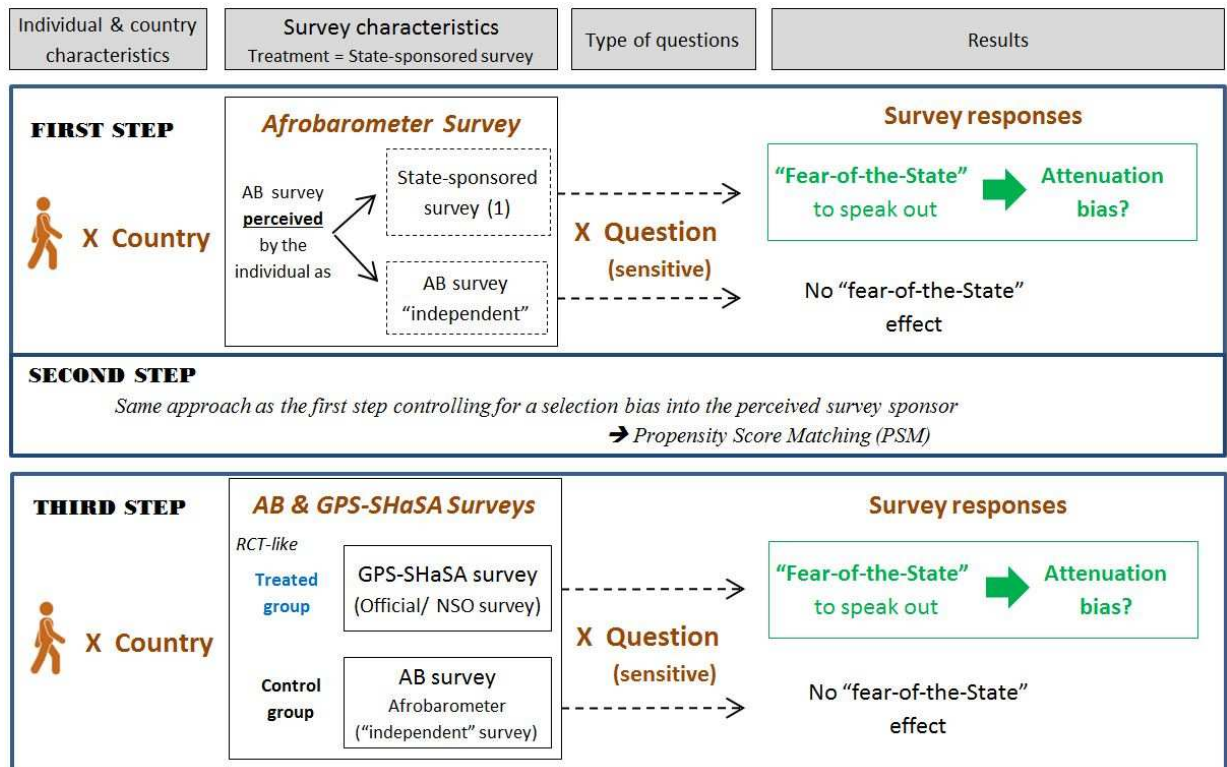 Individual & country
characteristics
Survey characteristics
Treatment = State-sponsored survey
Type of questions
Results
FIRST STEP
Afrobarometer Survey
Survey responses
X Country
AB survey
perceived
by the
individual as
State-sponsored
survey (1)
AB survey
"independent"
X Question
(sensitive)
"Fear-of-the-State"
to speak out
Attenuation
bias?
No "fear-of-the-State"
effect
SECOND STEP
Same approach as the first step controlling for a selection bias into the perceived survey sponsor
➔ Propensity Score Matching (PSM)
THIRD STEP
AB & GPS-SHaSA Surveys
Survey responses
X Country
RCT-like
Treated
group
GPS-SHaSA survey
(Official/ NSO survey)
Control
group
AB survey
Afrobarometer
("independent" survey)
X Question
(sensitive)
"Fear-of-the-State"
to speak out
Attenuation
bias?
No "fear-of-the-State"
effect